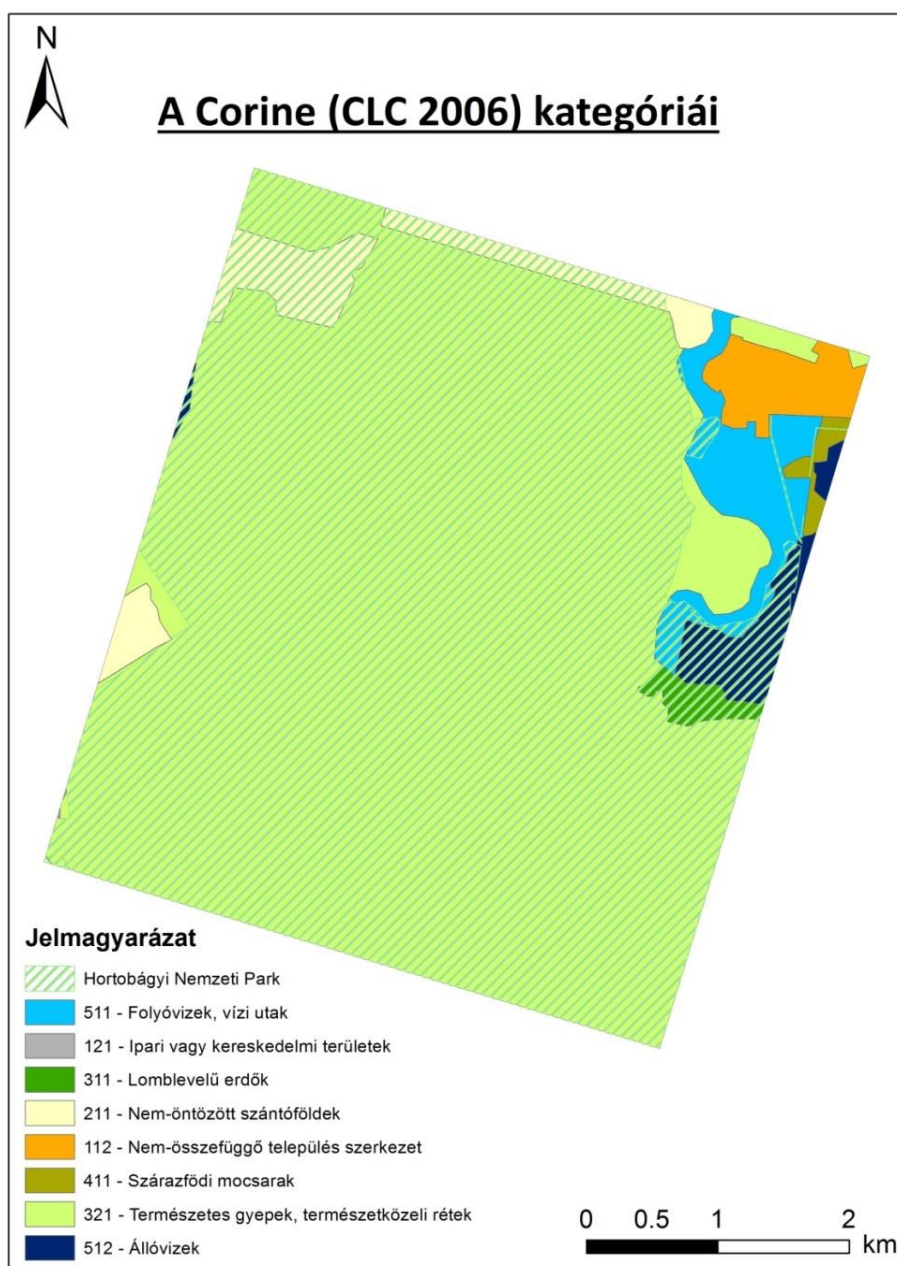 N
A Corine (CLC 2006) kategóriái
Jelmagyarázat
Hortobágyi Nemzeti Park
511 - Folyóvizek, vízi utak
121 - Ipari vagy kereskedelmi területek
311 - Lomblevelű erdők
211 - Nem-öntözött szántóföldek
112 - Nem-összefüggő település szerkezet
411 - Szárazfödi mocsarak
321 - Természetes gyepek, természetközeli rétek
512 - Állóvizek
0 0.5 1 2
km